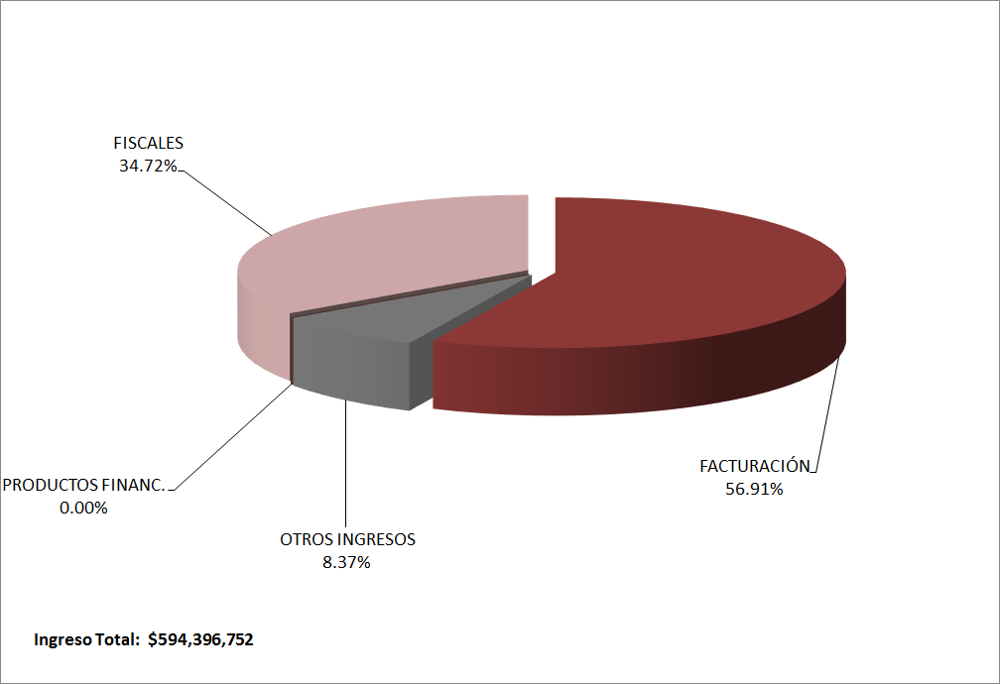 FISCALES
34.72%
FACTURACIÓN
56.91%
PRODUCTOS FINANC.
0.00%
OTROS INGRESOS
8.37%
Ingreso Total: $594,396,752